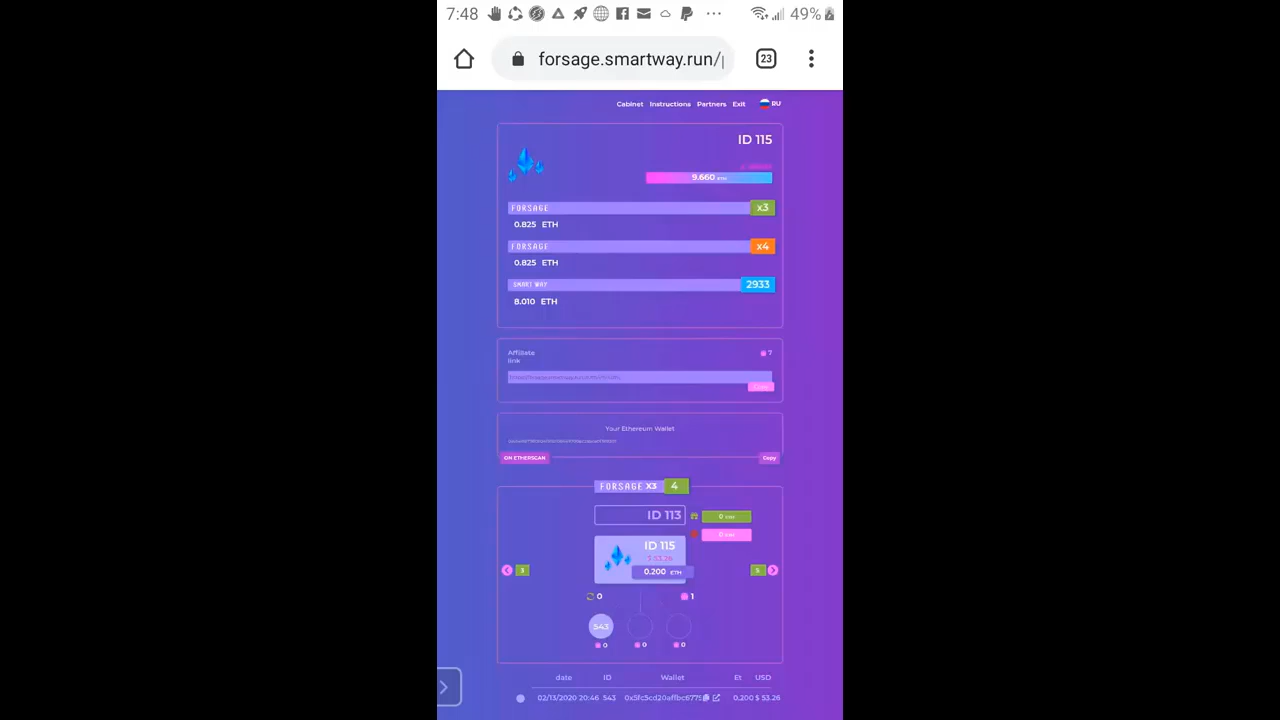 7:48
49%
forsage.smartway.run/
23
Cabinet Instructions Partners Exit RU
ID 115
9.660 ETH
FORSAGE x3
0.825 ETH
FORSAGE x4
0.825 ETH
SMART WAY 2933
8.010 ETH
Affiliate
link
7
Copy
Your Ethereum Wallet
ON ETHERSCAN
Copy
FORSAGE X3 4
ID 113
0
0
ID 115
0.200 ETH
3
5
0
1
543
0
0
0
date ID Wallet Et USD
02/13/2020 20:46 543 0x5fc5cd20effbc6779 0.200 $ 53.26